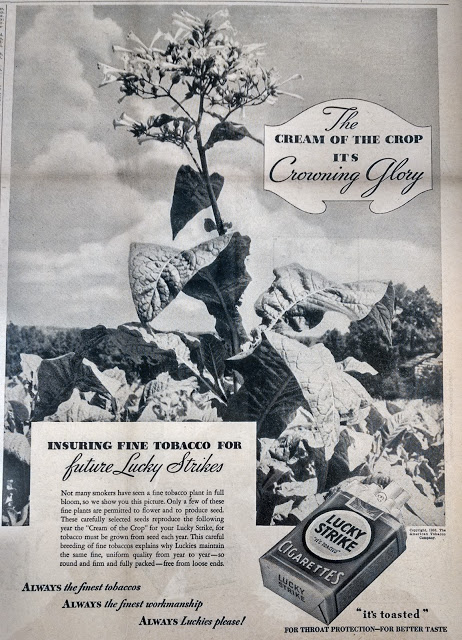 The
CREAM OF THE CROP
ITS
Crowning Glory
INSURING FINE TOBACCO FOR
future Lucky Strikes
Not many smokers have seen a fine tobacco plant in full
bloom, so we show you this picture. Only a few of these
fine plants are permitted to flower and to produce seed.
These carefully selected seeds reproduce the following
year the "Cream of the Crop" for your Lucky Strike, for
tobacco must be grown from seed each year. This careful
breeding of fine tobacco explains why Luckies maintain
the same fine, uniform quality from year to year—so
round and firm and fully packed—free from loose ends.
ALWAYS the finest tobaccos
ALWAYS the finest workmanship
ALWAYS Luckies please!
LUCKY
STRIKE
"IT'S TOASTED"
CIGARETTES
LUCKY
STRIKE
Copyright, The
American Tobacco
Company.
"it's toasted"
FOR THROAT PROTECTION—FOR BETTER TASTE